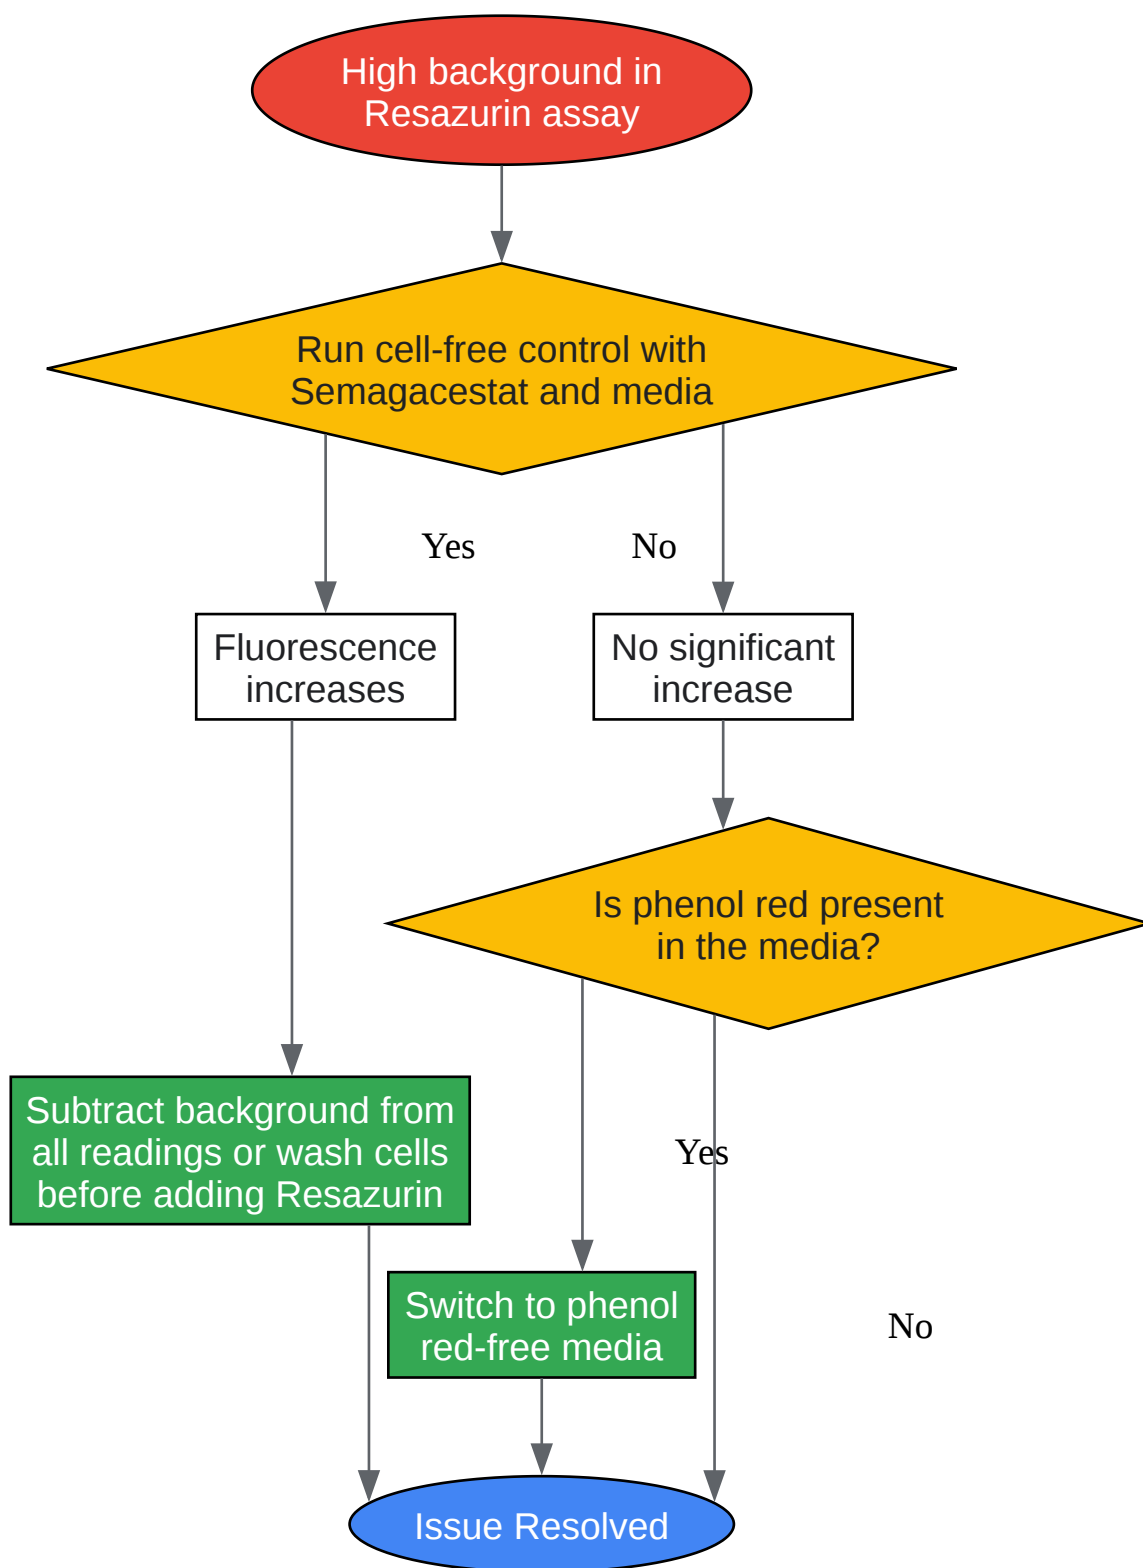 High background in
Resazurin assay
Run cell-free control with
Semagacestat and media
Yes
No
Fluorescence
increases
No significant
increase
Is phenol red present
in the media?
Subtract background from
all readings or wash cells
before adding Resazurin
Yes
Switch to phenol
red-free media
No
Issue Resolved